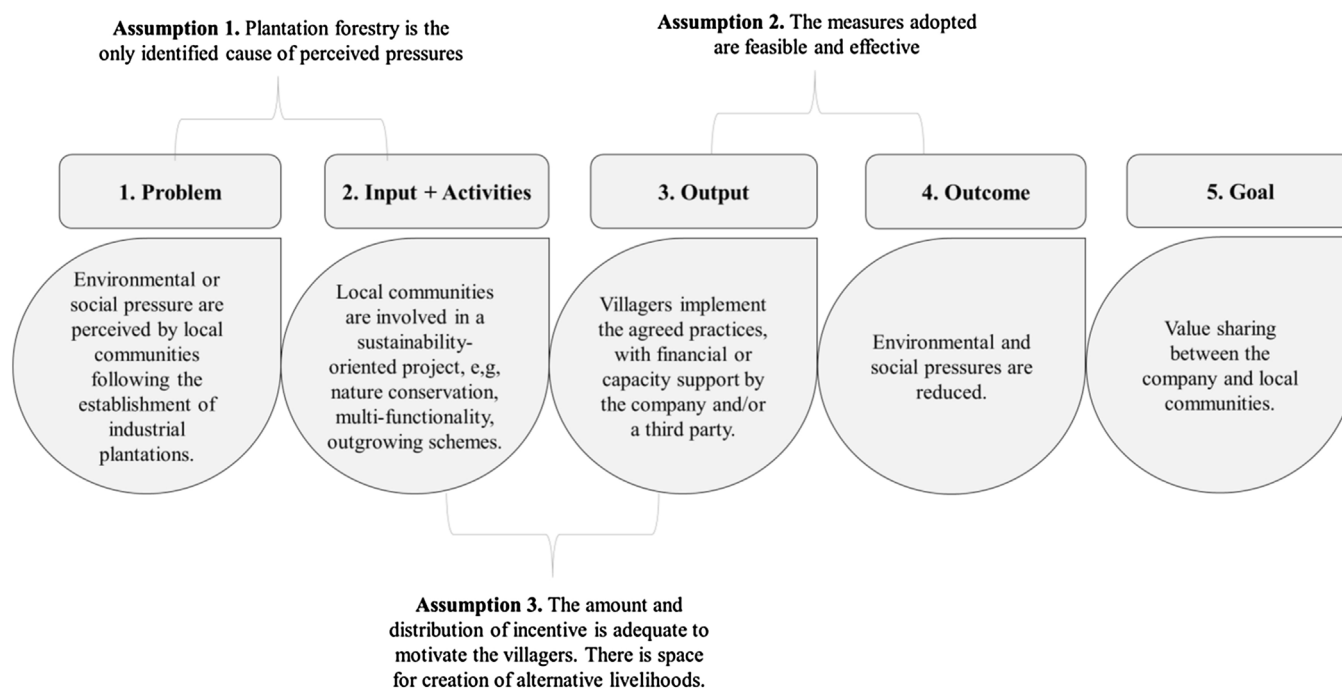 Assumption 1. Plantation forestry is the
only identified cause of perceived pressures
Assumption 2. The measures adopted
are feasible and effective
1. Problem
2. Input + Activities
3. Output
4. Outcome
5. Goal
Environmental or
social pressure are
perceived by local
communities
following the
establishment of
industrial
plantations.
Local communities
are involved in a
sustainability-
oriented project, e,g,
nature conservation,
multi-functionality,
outgrowing schemes.
Villagers implement
the agreed practices,
with financial or
capacity support by
the company and/or
a third party.
Environmental and
social pressures are
reduced.
Value sharing
between the
company and local
communities.
Assumption 3. The amount and
distribution of incentive is adequate to
motivate the villagers. There is space
for creation of alternative livelihoods.